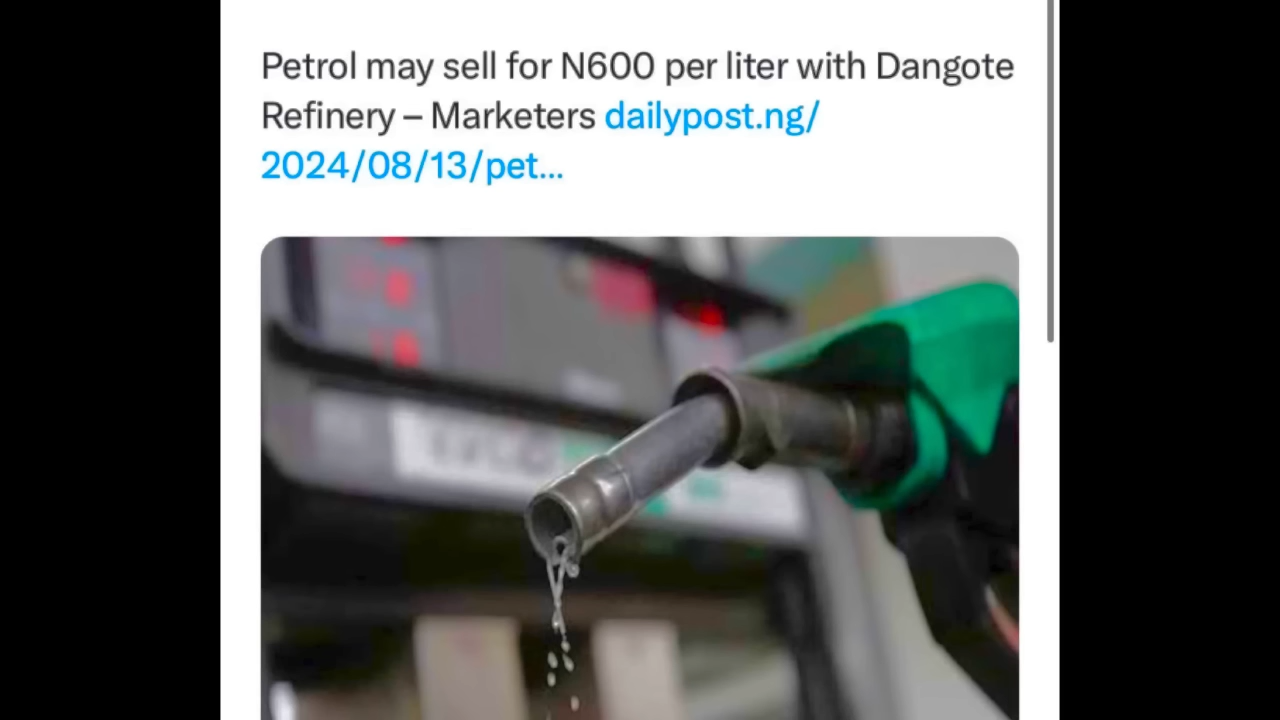 Petrol may sell for N600 per liter with Dangote
Refinery – Marketers dailypost.ng/
2024/08/13/pet...